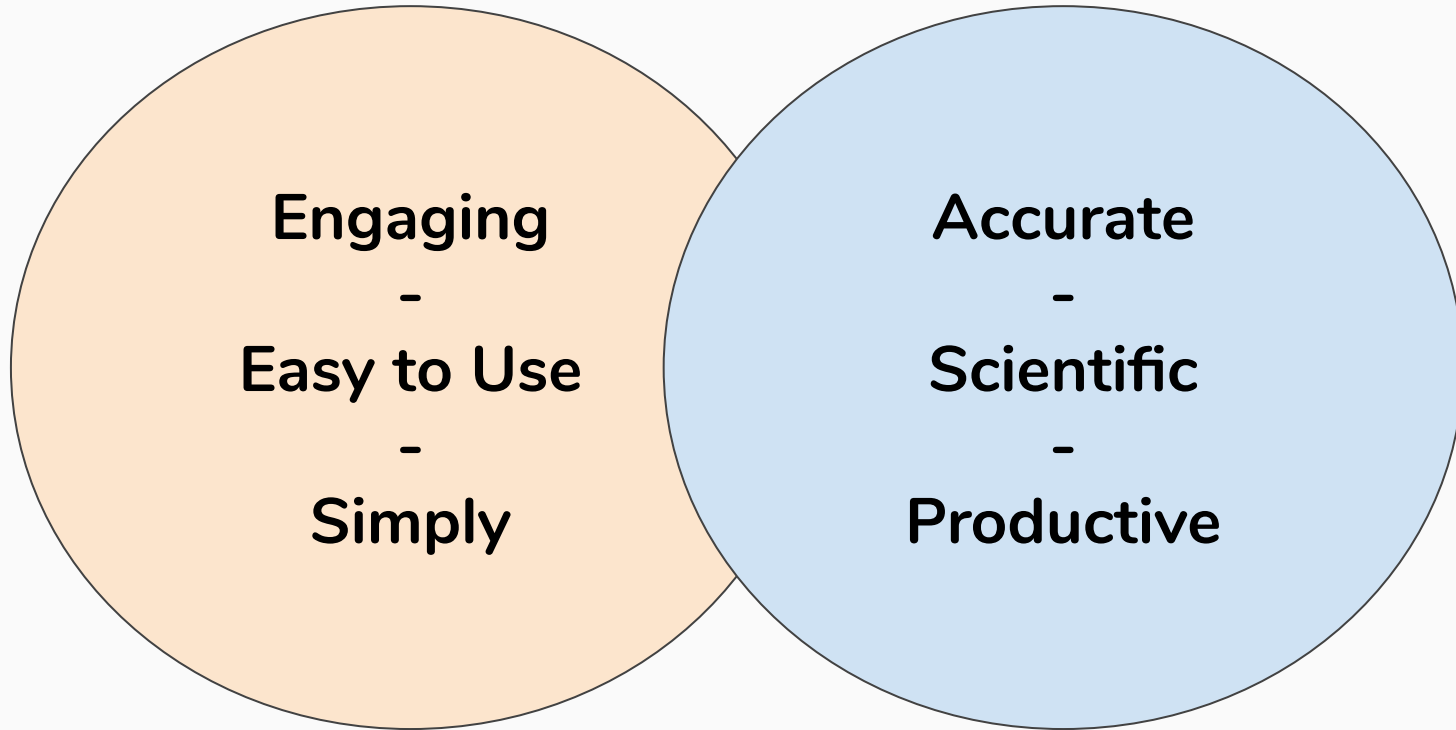 Engaging
-
Easy to Use
-
Simply
Accurate
-
Scientific
-
Productive